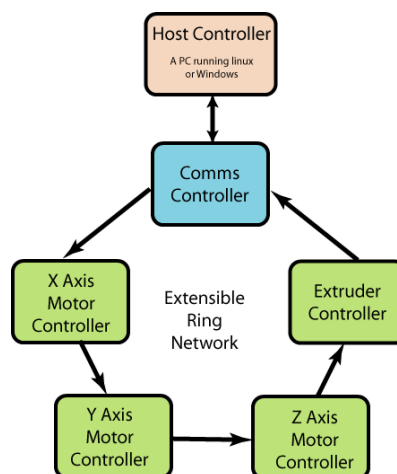 Host Controller
A PC running linux
or Windows
Comms
Controller
X Axis
Motor
Controller
Extensible
Ring
Network
Extruder
Controller
Y Axis
Motor
Controller
Z Axis
Motor
Controller